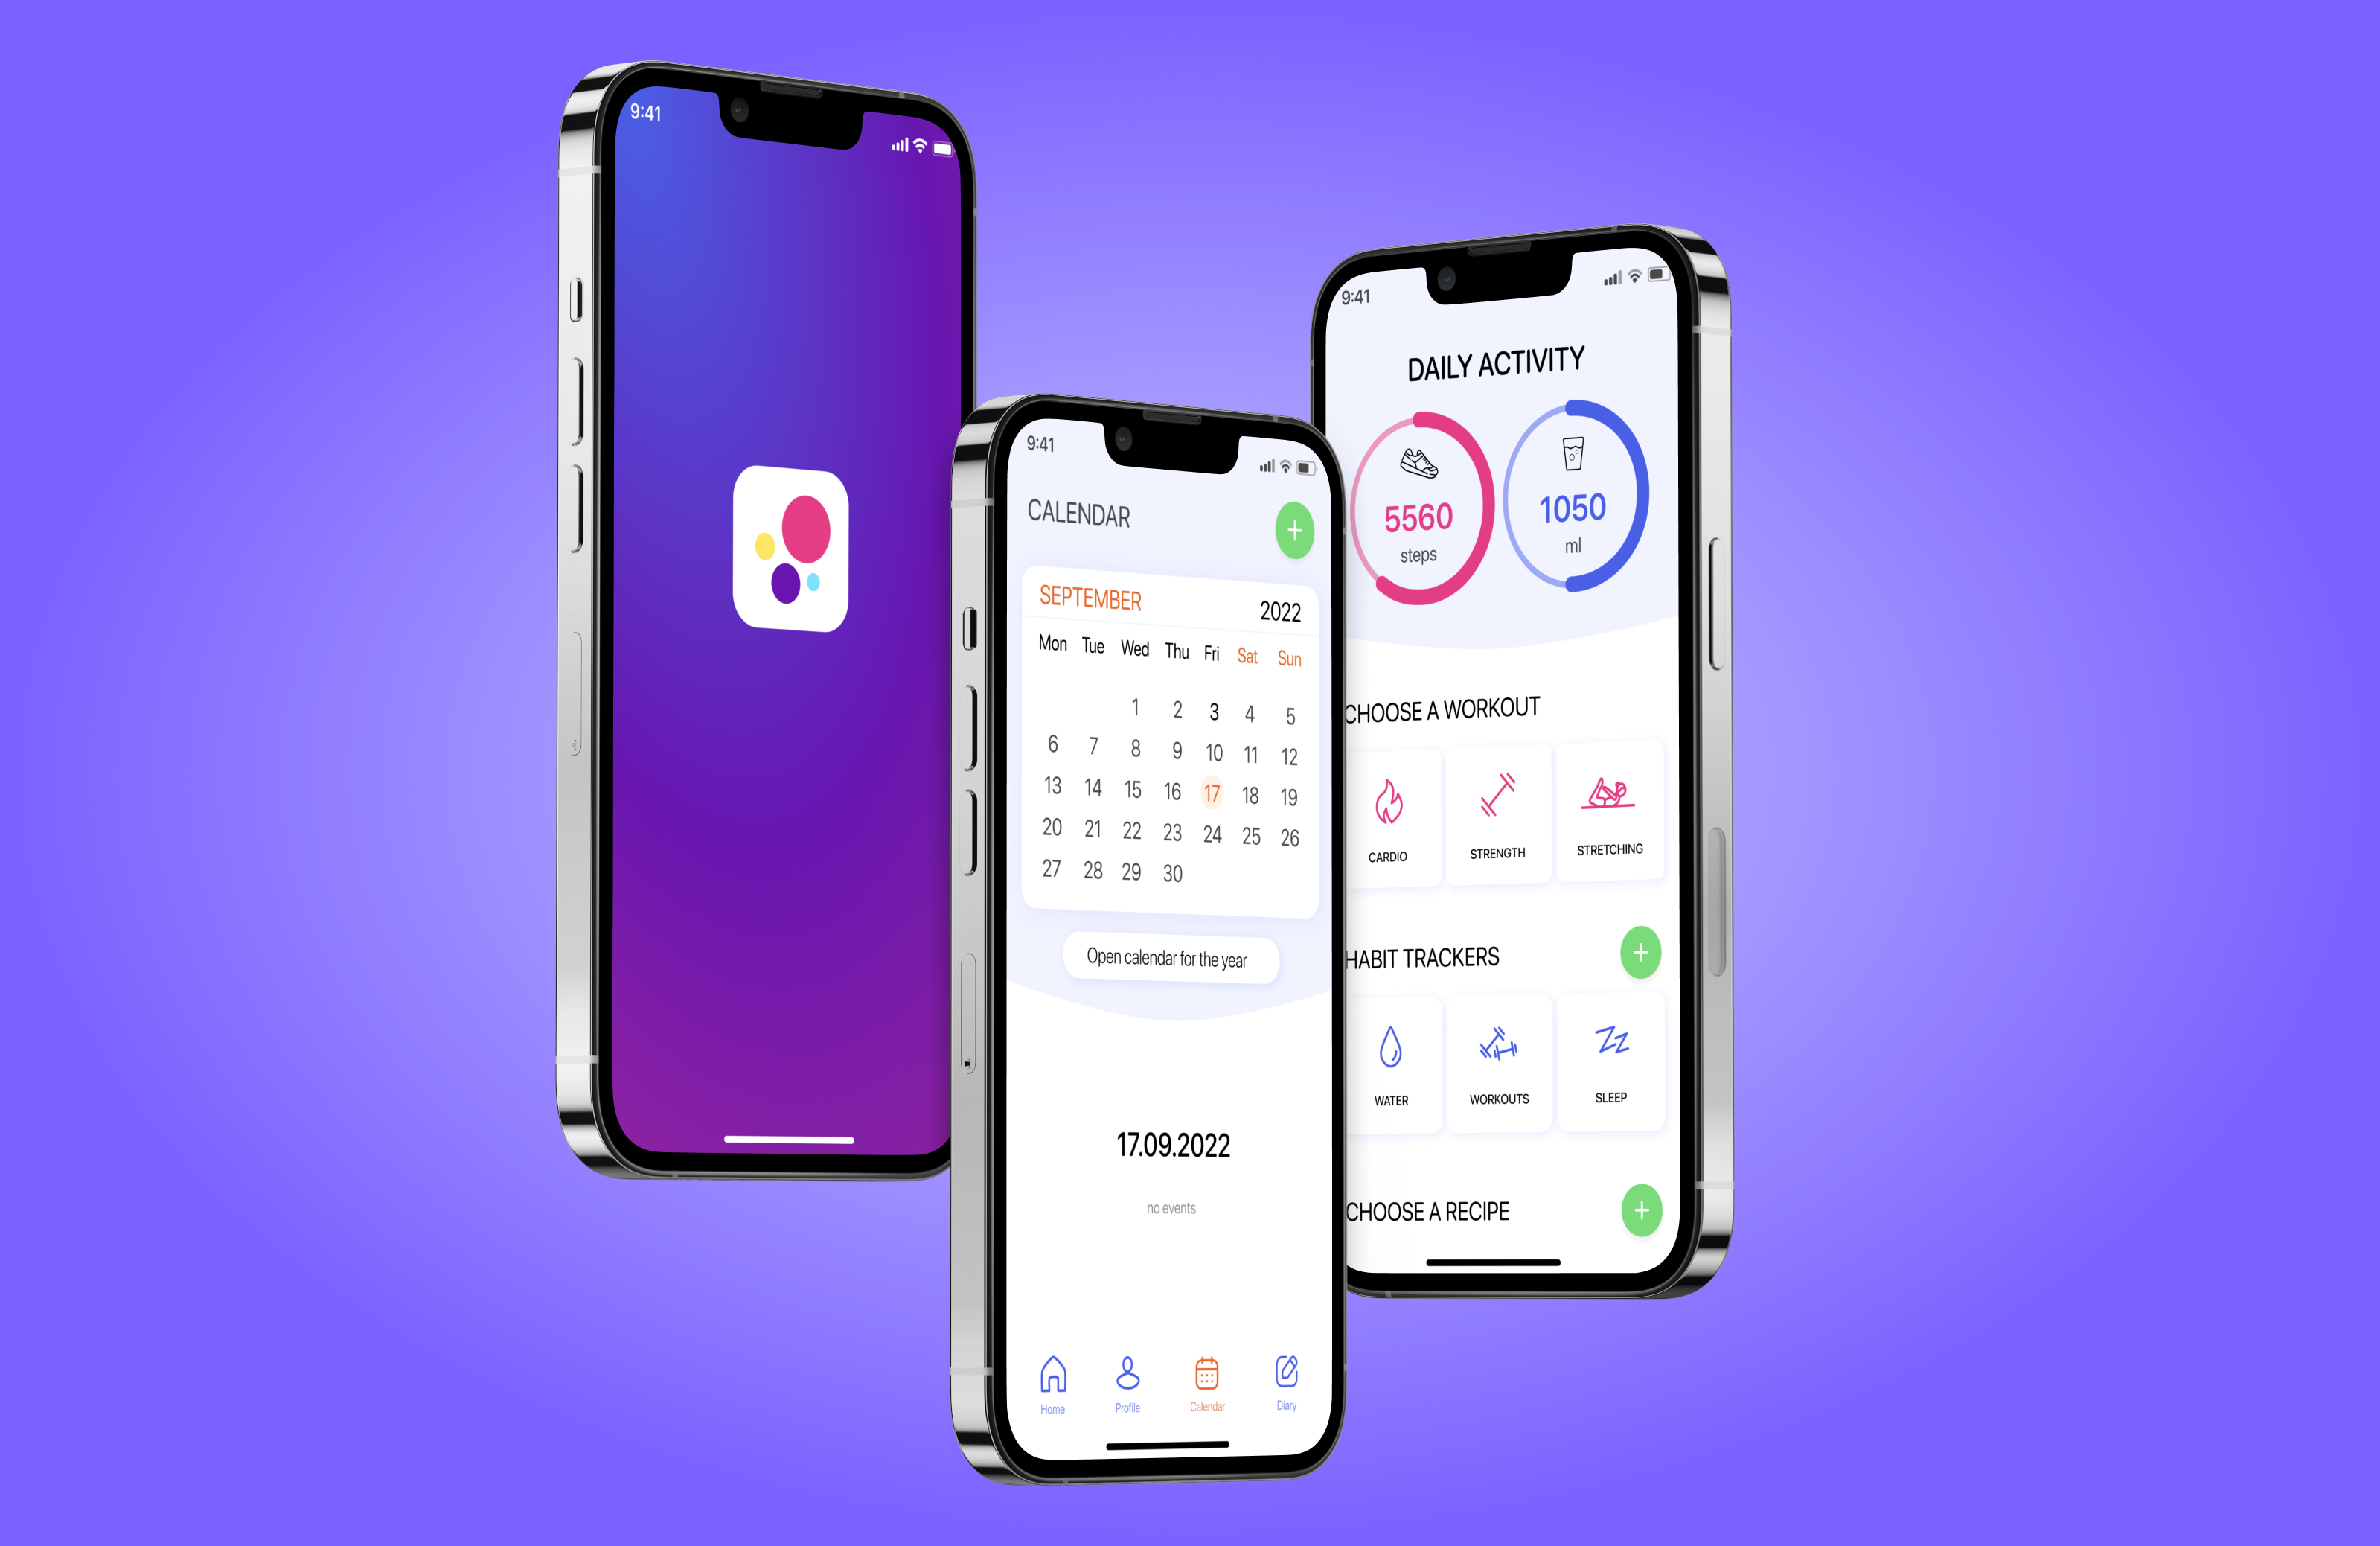 9:41
9:41
CALENDAR
SEPTEMBER 2022
Mon Tue Wed Thu Fri Sat Sun
1 2 3 4 5
6 7 8 9 10 11 12
13 14 15 16 17 18 19
20 21 22 23 24 25 26
27 28 29 30
Open calendar for the year
17.09.2022
no events
Home Profile Calendar Diary
9:41
DAILY ACTIVITY
5560 1050
steps ml
CHOOSE A WORKOUT
CARDIO STRENGTH STRETCHING
HABIT TRACKERS
WATER WORKOUTS SLEEP
CHOOSE A RECIPE